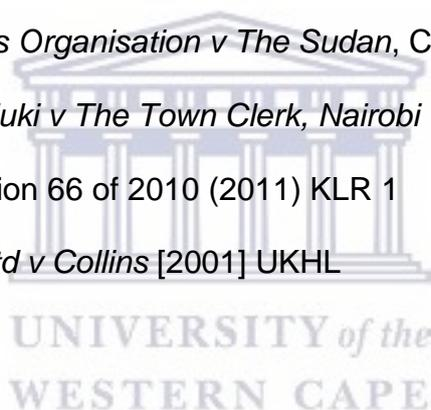 s Organisation v The Sudan, C
uki v The Town Clerk, Nairobi
ion 66 of 2010 (2011) KLR 1
td v Collins [2001] UKHL
UNIVERSITY of the
WESTERN CAPE